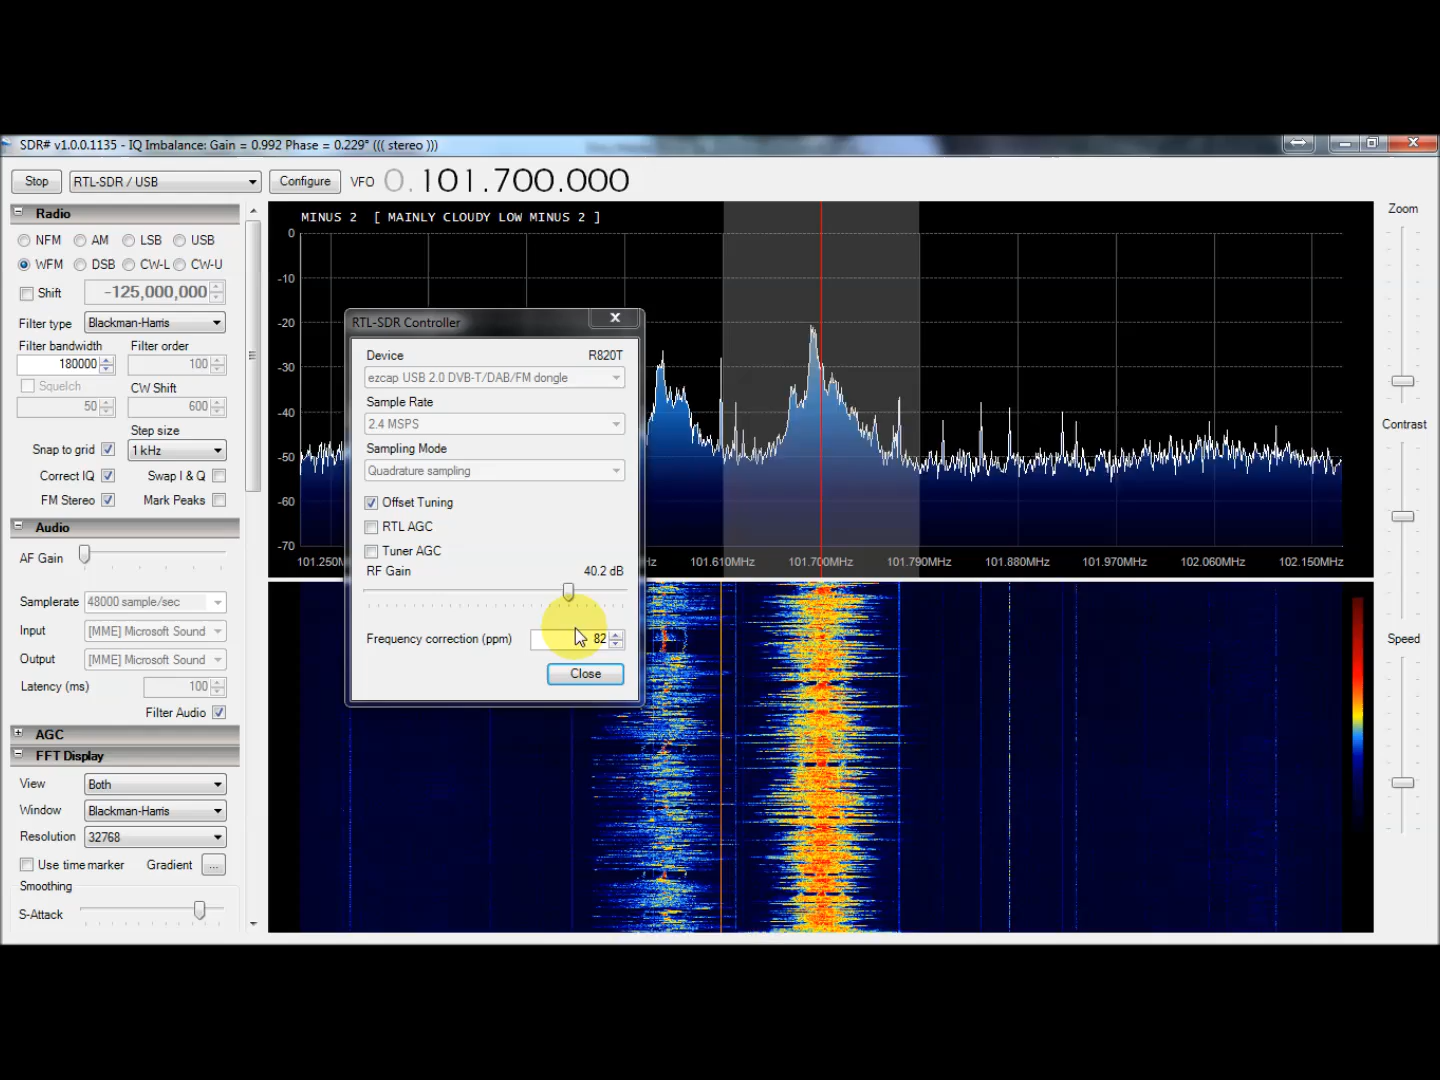 SDR# v1.0.0.1135 - IQ Imbalance: Gain = 0.992 Phase = 0.229° ((( stereo )))
Stop RTL-SDR / USB Configure VFO 0.101.700.000
Radio
NFM AM LSB USB
WFM DSB CW-L CW-U
Shift -125,000,000
Filter type Blackman-Harris
Filter bandwidth Filter order
180000 100
Squelch CW Shift
50 600
Step size
Snap to grid 1 kHz
Correct IQ Swap I & Q
FM Stereo Mark Peaks
Audio
AF Gain
Samplerate 48000 sample/sec
Input [MME] Microsoft Sound
Output [MME] Microsoft Sound
Latency (ms) 100
Filter Audio
AGC
FFT Display
View Both
Window Blackman-Harris
Resolution 32768
Use time marker Gradient ...
Smoothing
S-Attack
MINUS 2 [ MAINLY CLOUDY LOW MINUS 2 ]
0
-10
-20
-30
-40
-50
-60
-70
101.250M Hz 101.610MHz 101.700MHz 101.790MHz 101.880MHz 101.970MHz 102.060MHz 102.150MHz
RTL-SDR Controller
Device R820T
ezcap USB 2.0 DVB-T/DAB/FM dongle
Sample Rate
2.4 MSPS
Sampling Mode
Quadrature sampling
Offset Tuning
RTL AGC
Tuner AGC
RF Gain 40.2 dB
Frequency correction (ppm) 82
Close
Zoom
Contrast
Speed